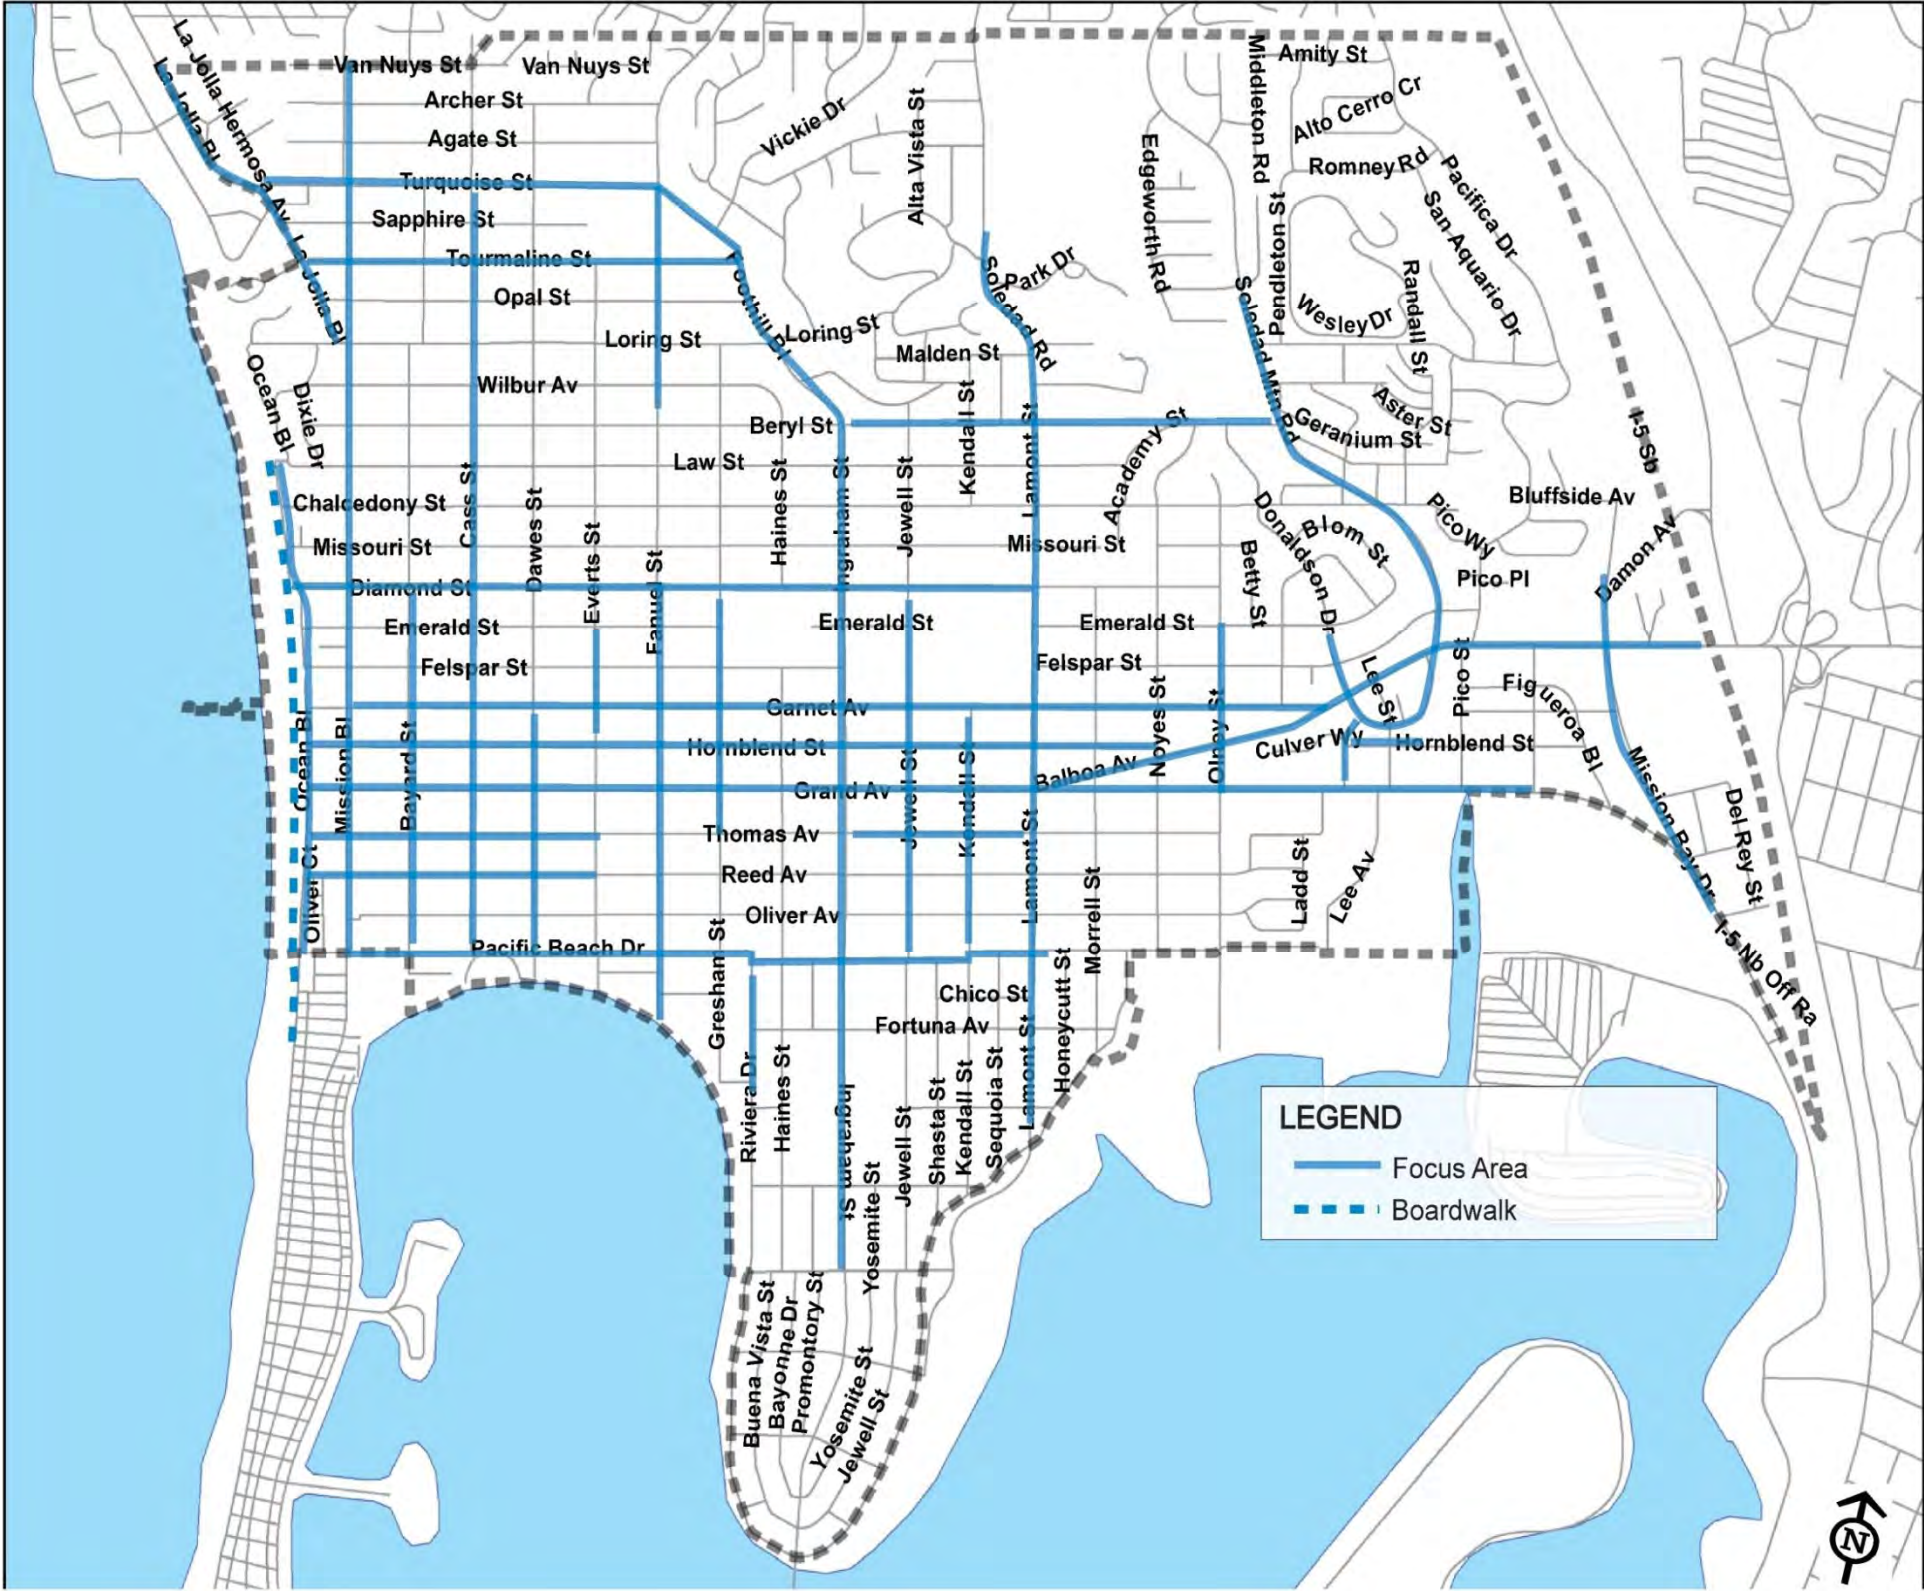 La Jolla Hermosa Av
La Jolla Bl
Van Nuys St
Van Nuys St
Middleton Rd
Amity St
Archer St
Vickie Dr
Alta Vista St
Alto Cerro Cr
Agate St
Edgeworth Rd
Romney Rd
Pacifica Dr
Turquoise St
San Aquario Dr
Sapphire St
Pendleton St
La Jolla Bl
Tourmaline St
Foothill Bl
Soledad Rd
Park Dr
Randall St
Opal St
Soledad Mtn Rd
Wesley Dr
Loring St
Loring St
Malden St
Ocean Bl
Dixie Dr
Wilbur Av
Kendall St
Aster St
Beryl St
Lamont St
Academy St
Geranium St
I-5 Sb
Law St
Cass St
Haines St
Ingraham St
Jewell St
Chalcedony St
Dawes St
Donaldson Dr
Blom St
Pico Wy
Bluffside Av
Missouri St
Everts St
Fanuel St
Missouri St
Betty St
Damon Av
Diamond St
Pico Pl
Emerald St
Emerald St
Emerald St
Felspar St
Felspar St
Lee St
Pico St
Figueroa Bl
Ocean Bl
Mission Bl
Bayard St
Garnet Av
Noyes St
Olney St
Hornblend St
Jewell St
Kendall St
Culver Wy
Hornblend St
Balboa Av
Mission Bay Dr
Grand Av
Del Rey St
Thomas Av
Lamont St
Oliver Ct
Reed Av
Morrell St
Ladd St
Lee Av
Oliver Av
Gresham St
Pacific Beach Dr
I-5 Nb Off Ra
Honeycutt St
Chico St
Fortuna Av
Lamont St
Riviera Dr
Haines St
Ingraham St
Jewell St
Shasta St
Kendall St
Sequoia St
Yosemite St
LEGEND
Focus Area
Boardwalk
Buena Vista St
Bayonne Dr
Promontory St
Yosemite St
Jewell St
N